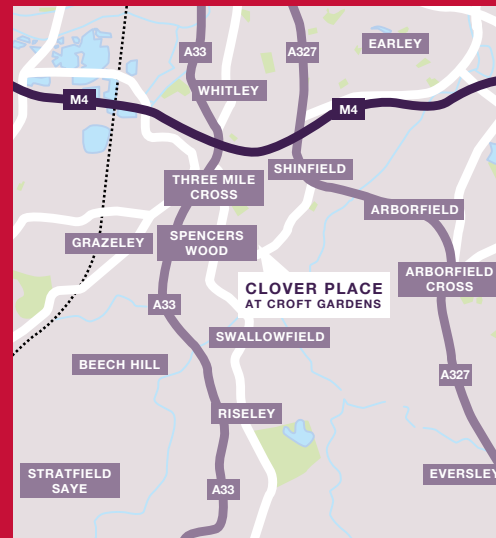 EARLEY
A33
A327
WHITLEY
M4
M4
SHINFIELD
THREE MILE
CROSS
ARBORFIELD
GRAZELEY
SPENCERS
WOOD
ARBORFIELD
CROSS
CLOVER PLACE
AT CROFT GARDENS
A33
SWALLOWFIELD
BEECH HILL
A327
RISELEY
STRATFIELD
SAYE
EVERSLEY
A33